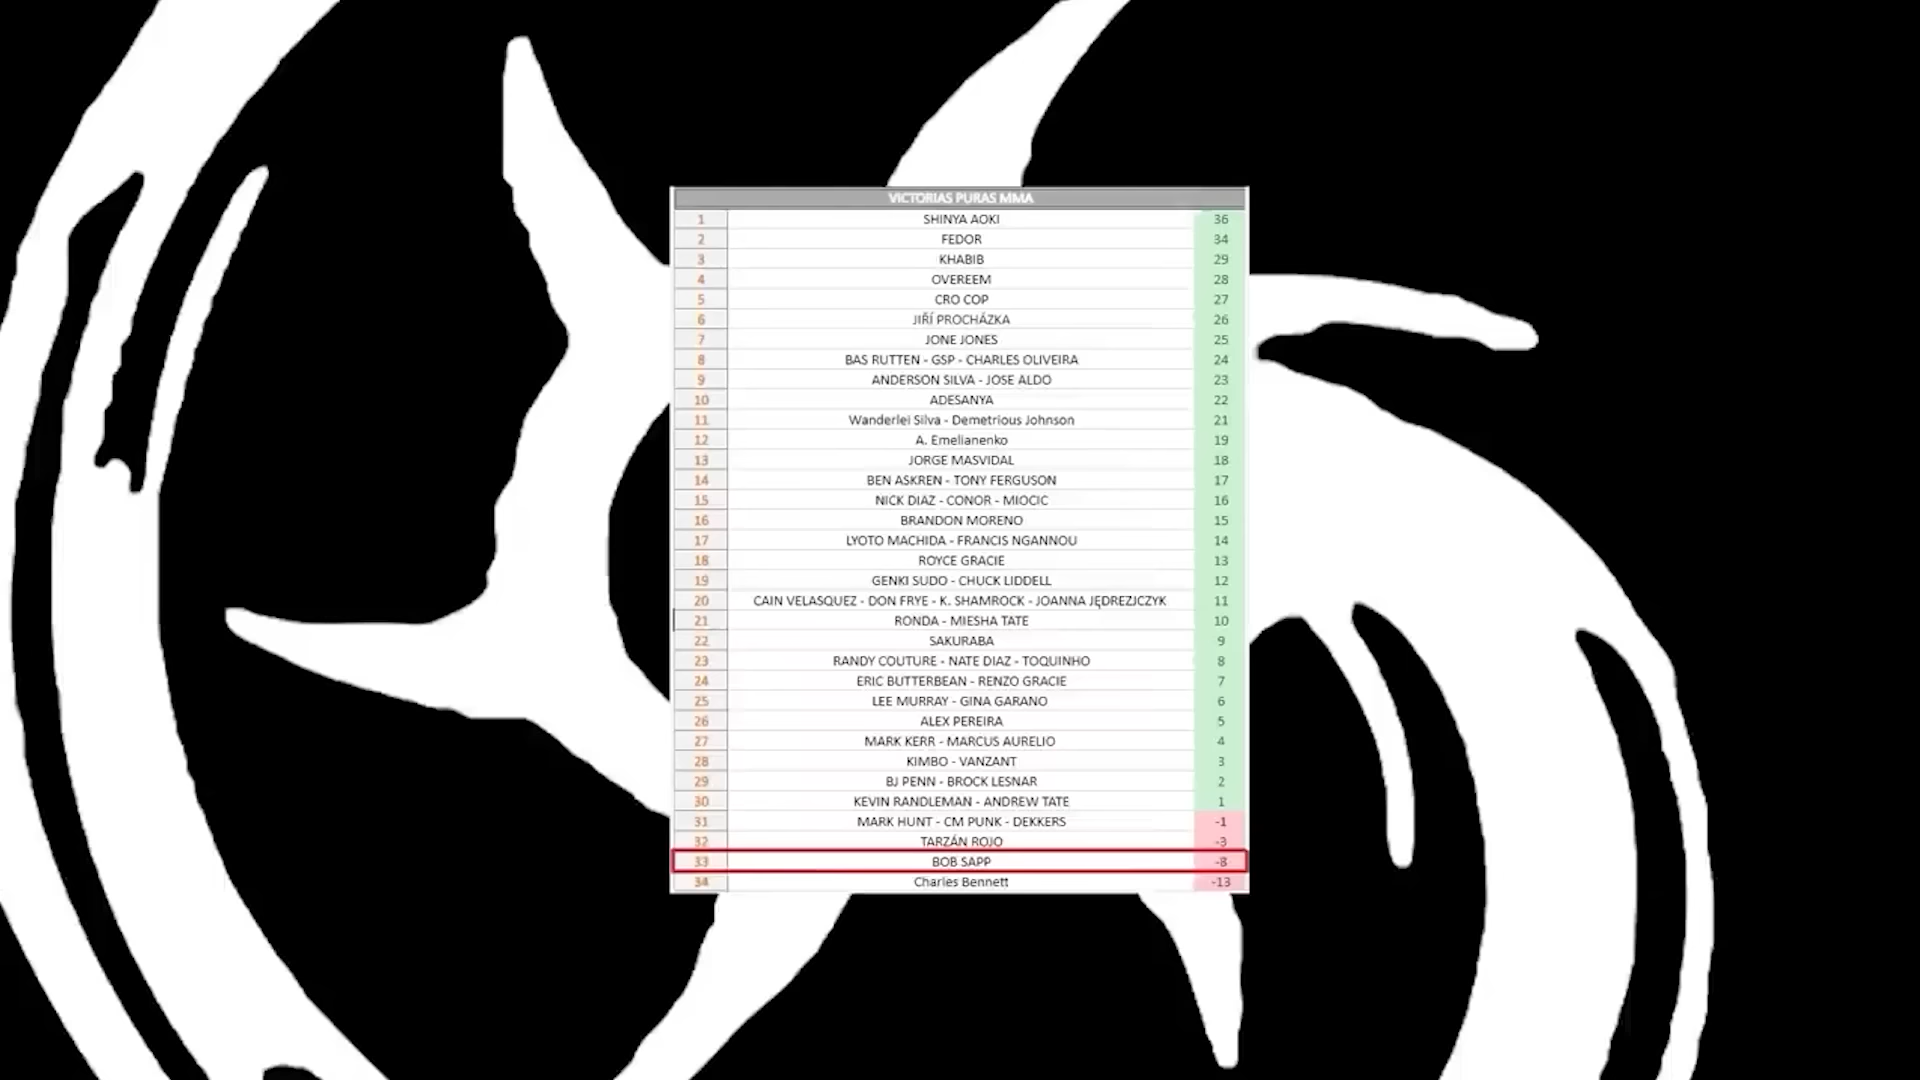 VICTORIAS PURAS MMA
1 SHINYA AOKI 36
2 FEDOR 34
3 KHABIB 29
4 OVEREEM 28
5 CRO COP 27
6 JIŘÍ PROCHÁZKA 26
7 JONE JONES 25
8 BAS RUTTEN - GSP - CHARLES OLIVEIRA 24
9 ANDERSON SILVA - JOSE ALDO 23
10 ADESANYA 22
11 Wanderlei Silva - Demetrious Johnson 21
12 A. Emelianenko 19
13 JORGE MASVIDAL 18
14 BEN ASKREN - TONY FERGUSON 17
15 NICK DIAZ - CONOR - MIOCIC 16
16 BRANDON MORENO 15
17 LYOTO MACHIDA - FRANCIS NGANNOU 14
18 ROYCE GRACIE 13
19 GENKI SUDO - CHUCK LIDDELL 12
20 CAIN VELASQUEZ - DON FRYE - K. SHAMROCK - JOANNA JĘDREZJCZYK 11
21 RONDA - MIESHA TATE 10
22 SAKURABA 9
23 RANDY COUTURE - NATE DIAZ - TOQUINHO 8
24 ERIC BUTTERBEAN - RENZO GRACIE 7
25 LEE MURRAY - GINA GARANO 6
26 ALEX PEREIRA 5
27 MARK KERR - MARCUS AURELIO 4
28 KIMBO - VANZANT 3
29 BJ PENN - BROCK LESNAR 2
30 KEVIN RANDLEMAN - ANDREW TATE 1
31 MARK HUNT - CM PUNK - DEKKERS -1
32 TARZÁN ROJO -3
33 BOB SAPP -8
34 Charles Bennett -13